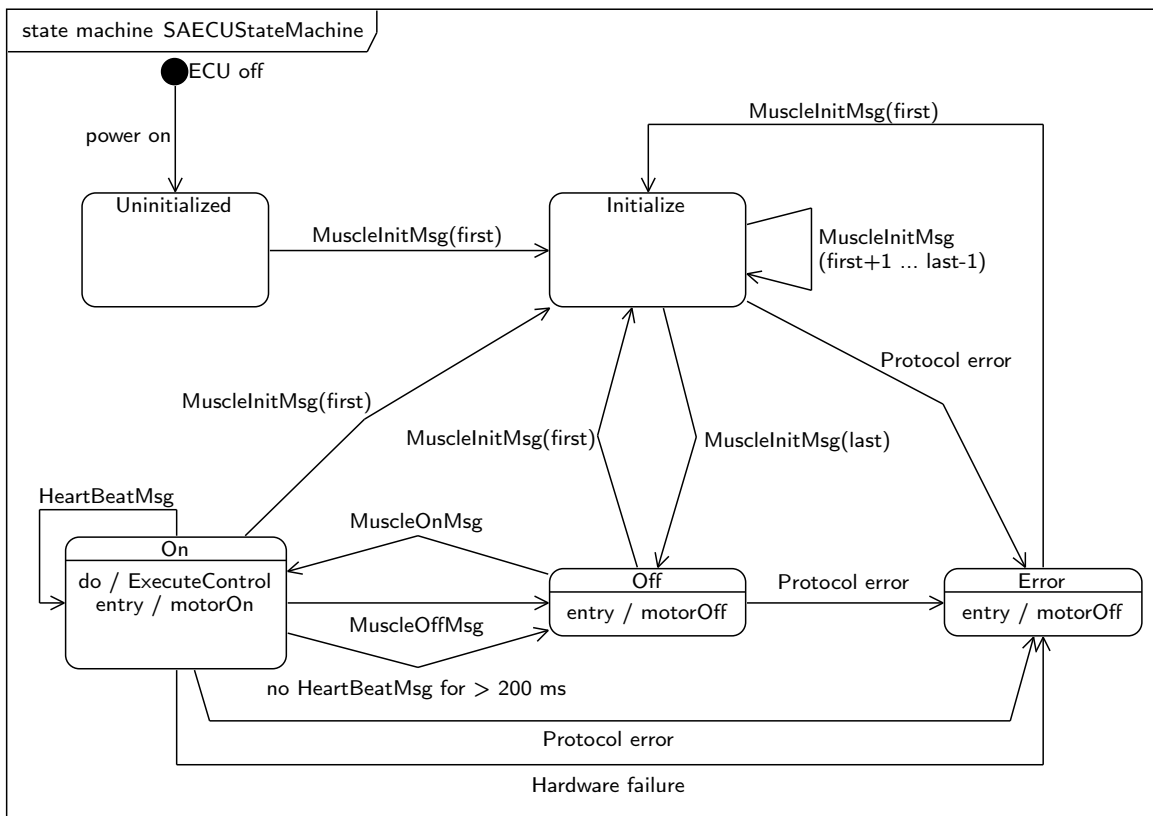 state machine SAECUStateMachine
ECU off
MuscleInitMsg(first)
power on
Uninitialized
Initialize
MuscleInitMsg(first)
MuscleInitMsg
(first+1 ... last-1)
Protocol error
MuscleInitMsg(first)
MuscleInitMsg(first)
MuscleInitMsg(last)
HeartBeatMsg
MuscleOnMsg
On
do / ExecuteControl
entry / motorOn
Off
entry / motorOff
Protocol error
Error
entry / motorOff
MuscleOffMsg
no HeartBeatMsg for > 200 ms
Protocol error
Hardware failure